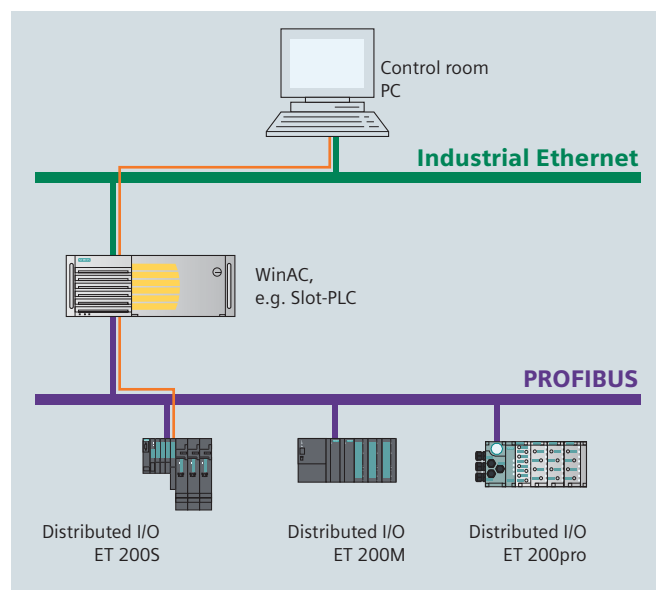 Control room
PC
Industrial Ethernet
WinAC,
e.g. Slot-PLC
PROFIBUS
Distributed I/O
ET 200S
Distributed I/O
ET 200M
Distributed I/O
ET 200pro